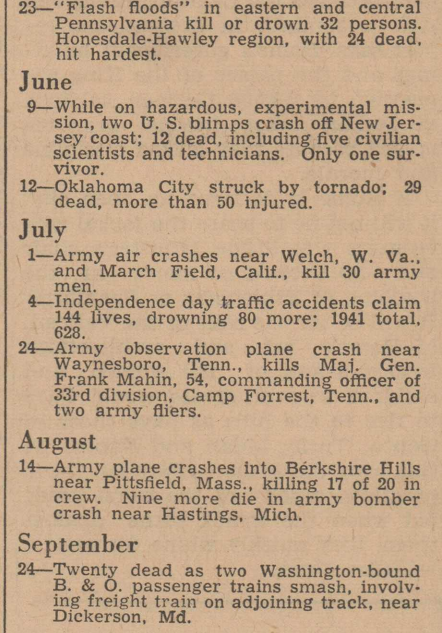 23—"Flash floods" in eastern and central
Pennsylvania kill or drown 32 persons.
Honesdale-Hawley region, with 24 dead,
hit hardest.
June
9—While on hazardous, experimental mis-
sion, two U. S. blimps crash off New Jer-
sey coast; 12 dead, including five civilian
scientists and technicians. Only one sur-
vivor.
12—Oklahoma City struck by tornado; 29
dead, more than 50 injured.
July
1—Army air crashes near Welch, W. Va.,
and March Field, Calif., kill 30 army
men.
4—Independence day traffic accidents claim
144 lives, drowning 80 more; 1941 total,
628.
24—Army observation plane crash near
Waynesboro, Tenn., kills Maj. Gen.
Frank Mahin, 54, commanding officer of
33rd division, Camp Forrest, Tenn., and
two army fliers.
August
14—Army plane crashes into Berkshire Hills
near Pittsfield, Mass., killing 17 of 20 in
crew. Nine more die in army bomber
crash near Hastings, Mich.
September
24—Twenty dead as two Washington-bound
B. & O. passenger trains smash, involv-
ing freight train on adjoining track, near
Dickerson, Md.